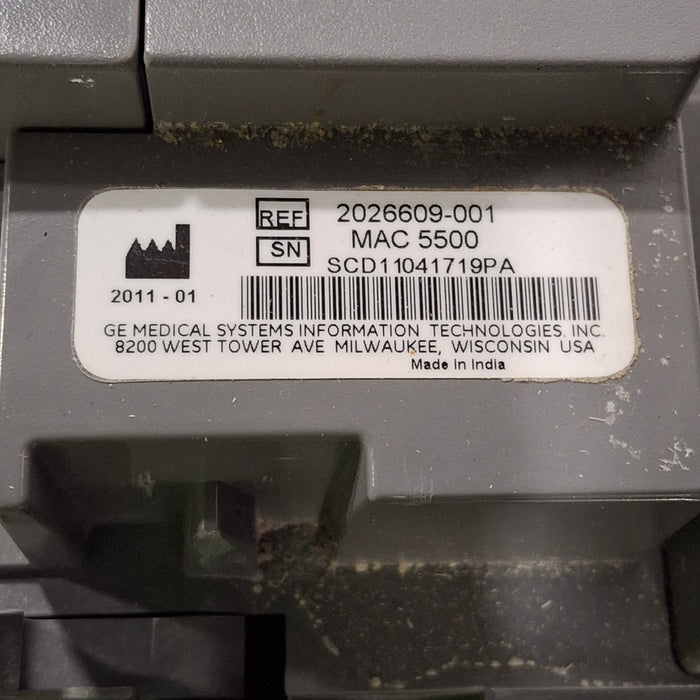 REF 2026609-001
SN MAC 5500
SCD11041719PA
2011 - 01
GE MEDICAL SYSTEMS INFORMATION TECHNOLOGIES. INC.
8200 WEST TOWER AVE MILWAUKEE, WISCONSIN USA
Made in India